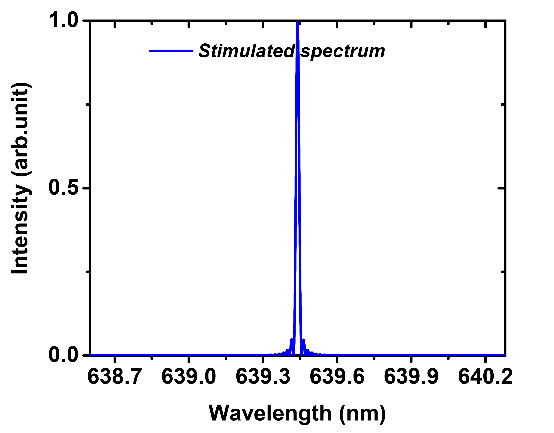 1.0
Stimulated spectrum
0.5
0.0
Intensity (arb.unit)
638.7 639.0 639.3 639.6 639.9 640.2
Wavelength (nm)